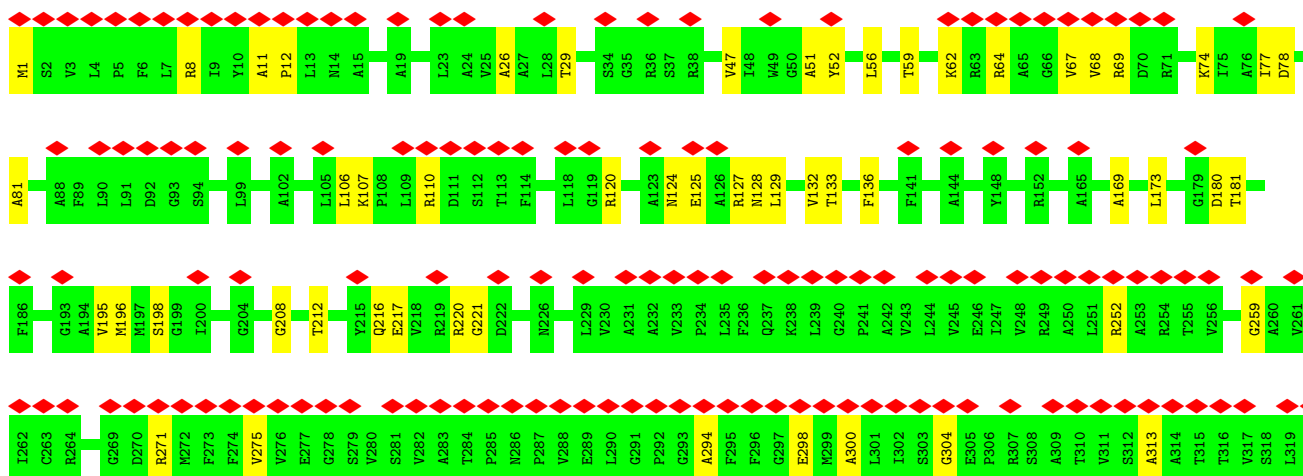 M1 S2 V3 L4 P5 F6 L7 R8 I9 Y10 A11 P12 L13 N14 A15 A19 L23 A24 V25 A26 A27 L28 T29 S34 G35 R36 S37 R38 V47 I48 W49 G50 A51 Y52 L56 T59 K62 R63 R64 A65 G66 V67 V68 R69 D70 R71 K74 I75 A76 I77 D78
A81 A88 F89 L90 L91 D92 G93 S94 L99 A102 L105 L106 K107 P108 L109 R110 D111 S112 T113 F114 L118 G119 R120 A123 N124 E125 A126 R127 N128 L129 V132 T133 F136 F141 A144 Y148 R152 A165 A169 L173 G179 D180 T181
F186 G193 A194 V195 M196 M197 S198 G199 I200 G204 G208 T212 Y215 Q216 E217 V218 R219 R220 G221 D222 N226 L229 V230 A231 A232 V233 P234 L235 F236 Q237 K238 L239 G240 P241 A242 V243 L244 V245 E246 I247 V248 R249 A250 L251 R252 A253 R254 T255 V256 G259 A260 V261
I262 C263 R264 G269 D270 R271 M272 F273 F274 V275 V276 E277 G278 S279 V280 S281 V282 A283 T284 P285 N286 P287 V288 E289 L290 G291 P292 G293 A294 F295 F296 G297 E298 M299 A300 L301 I302 S303 G304 E305 P306 R307 S308 A309 T310 V311 S312 A313 A314 T315 T316 V317 S318 L319